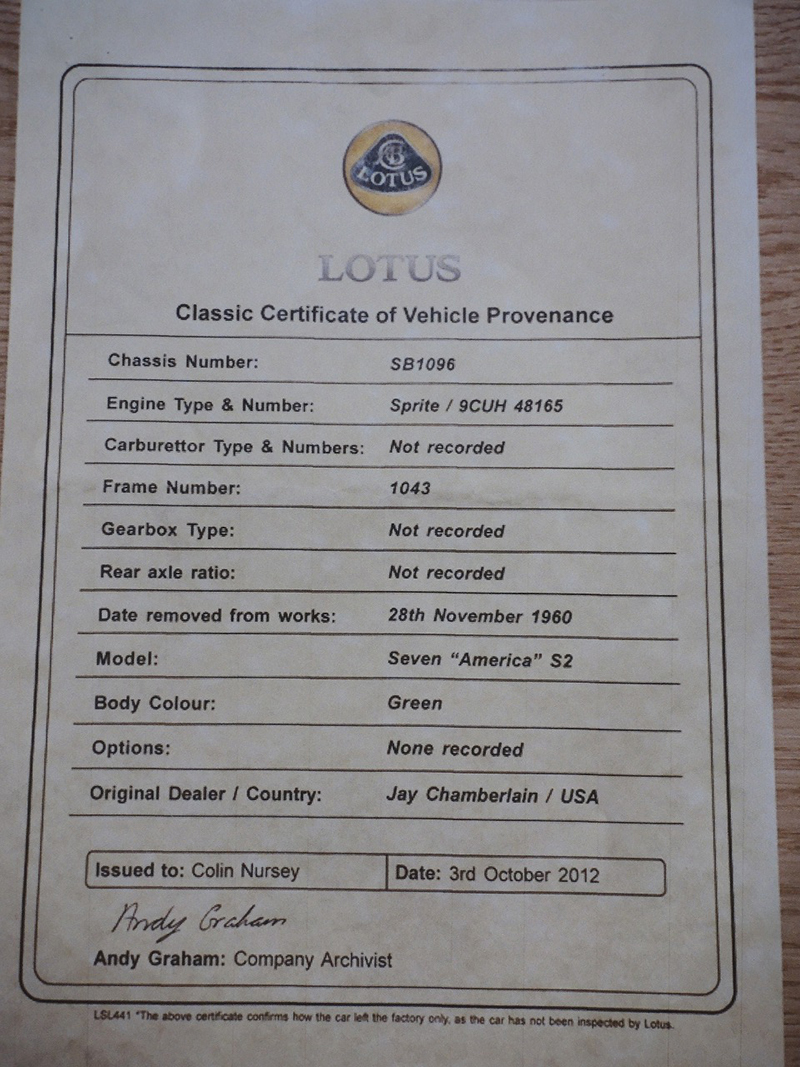 LOTUS
LOTUS
Classic Certificate of Vehicle Provenance
Chassis Number: SB1096
Engine Type & Number: Sprite / 9CUH 48165
Carburettor Type & Numbers: Not recorded
Frame Number: 1043
Gearbox Type: Not recorded
Rear axle ratio: Not recorded
Date removed from works: 28th November 1960
Model: Seven “America” S2
Body Colour: Green
Options: None recorded
Original Dealer / Country: Jay Chamberlain / USA
Issued to: Colin Nursey Date: 3rd October 2012
Andy Graham
Andy Graham: Company Archivist
LSL441 *The above certificate confirms how the car left the factory only, as the car has not been inspected by Lotus.